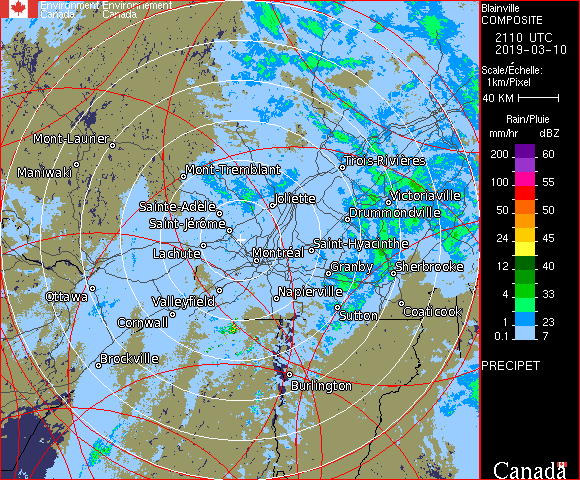 Environment Environnement
Canada Canada
Mont-Laurier
Maniwaki
Mont-Tremblant
Trois-Rivières
Joliette
Victoriaville
Sainte-Adèle
Drummondville
Saint-Jérôme
Saint-Hyacinthe
Lachute
Montréal
Granby
Sherbrooke
Ottawa
Valleyfield
Napierville
Cornwall
Sutton
Coaticook
Brockville
Burlington
Blainville
COMPOSITE
2110 UTC
2019-03-10
Scale/Échelle:
1km/Pixel
40 KM
Rain/Pluie
mm/hr dBZ
200 60
100 55
50 50
24 45
12 40
4 33
1 23
0.1 7
PRECIPET
Canada